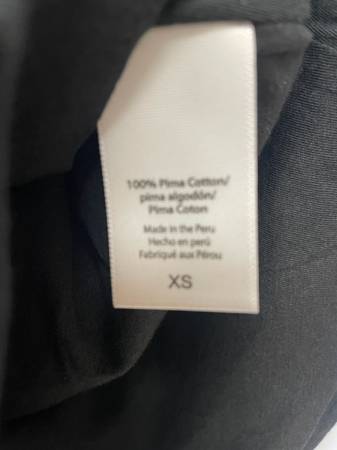 100% Pima Cotton/
pima algodón/
Pima Coton
Made in the Peru
Hecho en perú
Fabriqué aux Pérou
XS